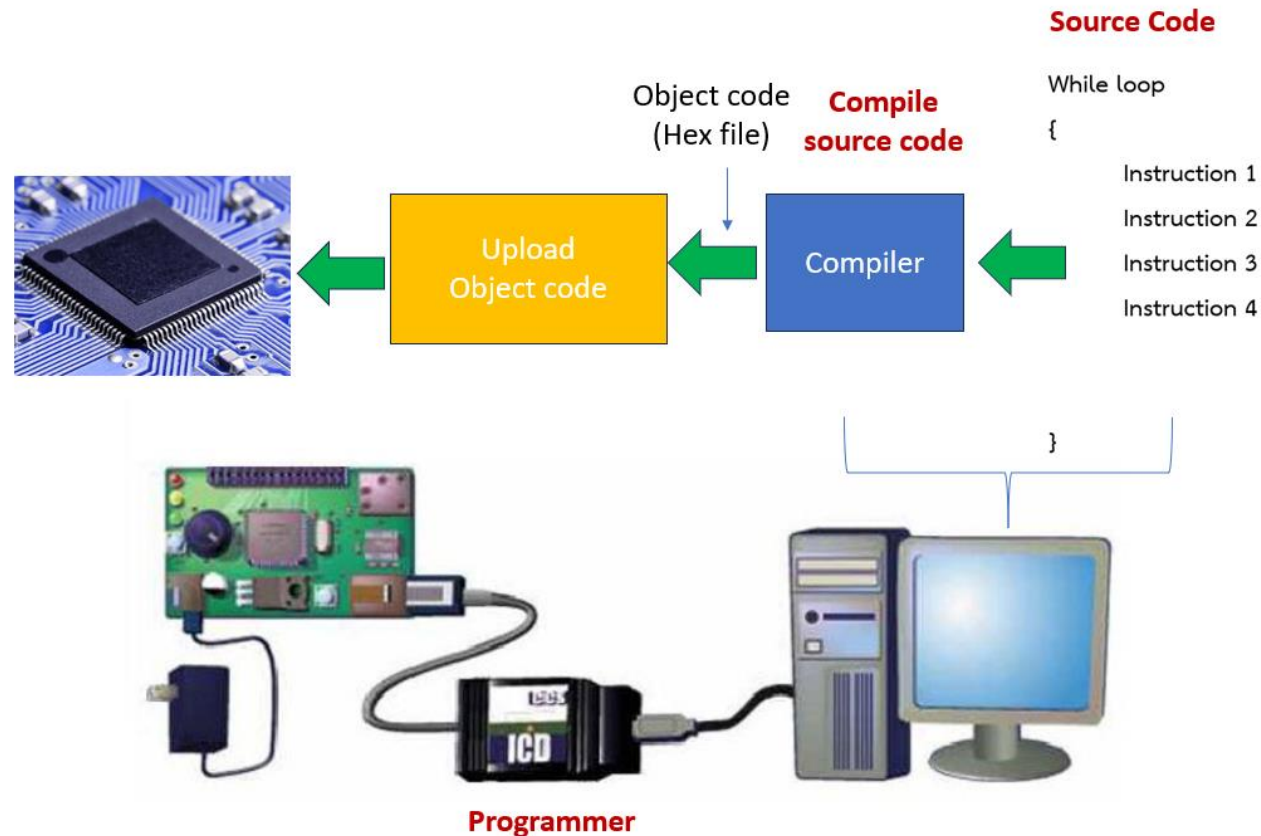 Source Code
While loop
{
Instruction 1
Instruction 2
Instruction 3
Instruction 4
}
Object code
(Hex file)
Compile
source code
Upload
Object code
Compiler
ccs
ICD
Programmer